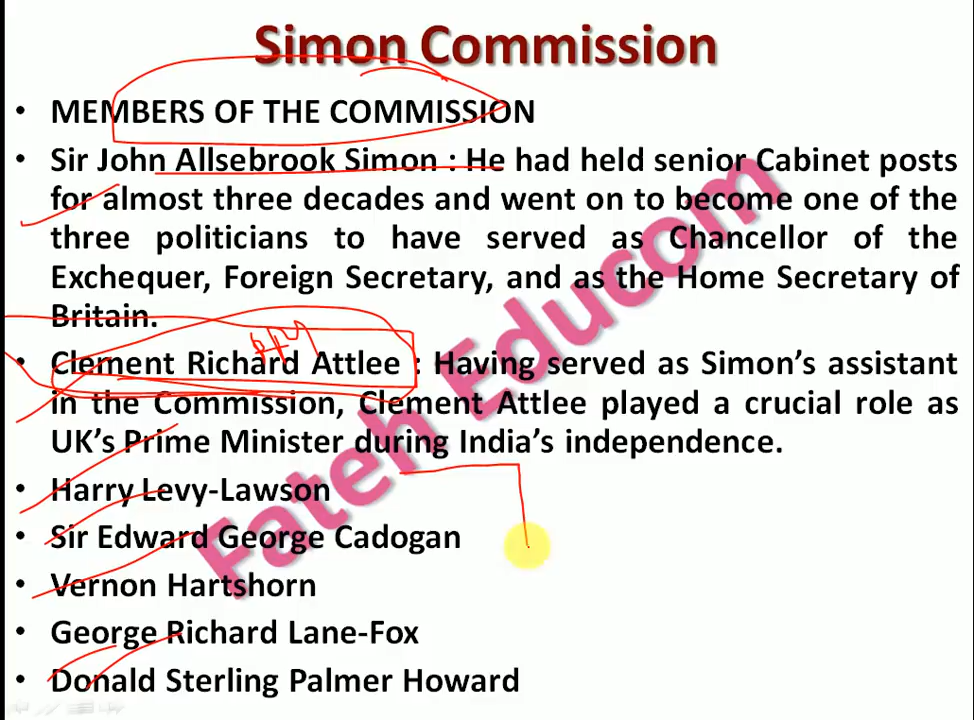 Simon Commission
• MEMBERS OF THE COMMISSION
• Sir John Allsebrook Simon : He had held senior Cabinet posts
for almost three decades and went on to become one of the
three politicians to have served as Chancellor of the
Exchequer, Foreign Secretary, and as the Home Secretary of
Britain.
• Clement Richard Attlee : Having served as Simon's assistant
in the Commission, Clement Attlee played a crucial role as
UK's Prime Minister during India's independence.
• Harry Levy-Lawson
• Sir Edward George Cadogan
• Vernon Hartshorn
• George Richard Lane-Fox
• Donald Sterling Palmer Howard
Fateh Educom